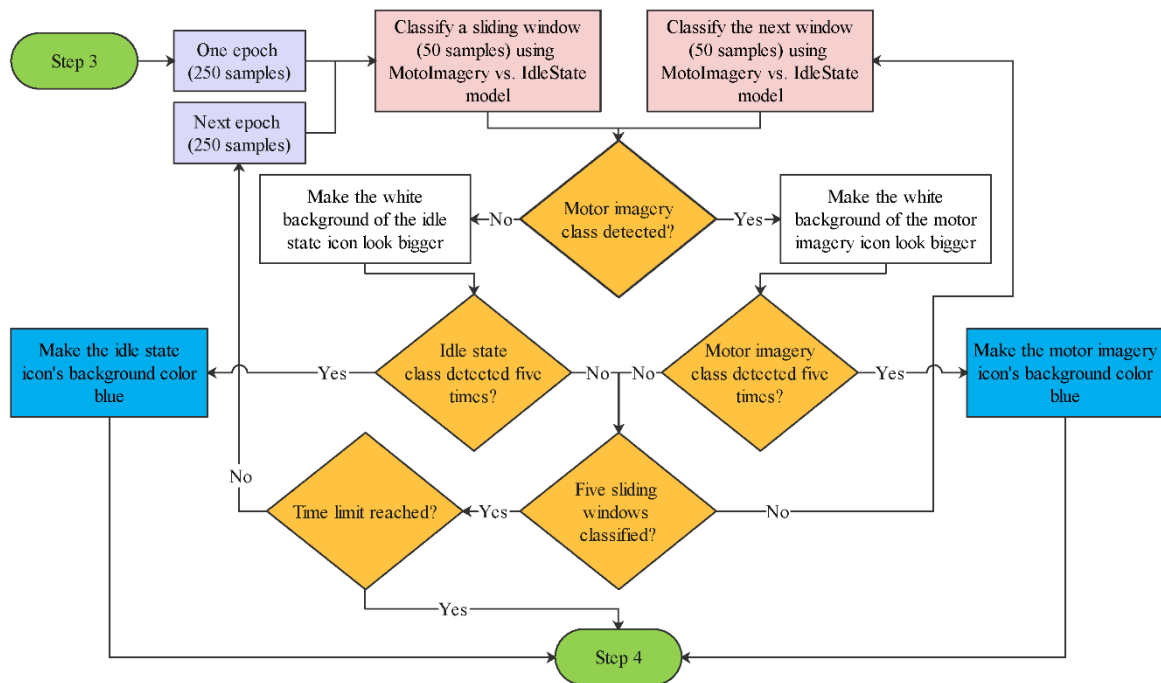 Step 3
One epoch
(250 samples)
Next epoch
(250 samples)
Classify a sliding window
(50 samples) using
MotoImagery vs. IdleState
model
Classify the next window
(50 samples) using
MotoImagery vs. IdleState
model
Make the white
background of the idle
state icon look bigger
No
Motor imagery
class detected?
Yes
Make the white
background of the motor
imagery icon look bigger
Make the idle state
icon's background color
blue
Yes
Idle state
class detected five
times?
No
No
Motor imagery
class detected five
times?
Yes
Make the motor imagery
icon's background color
blue
No
Time limit reached?
Yes
Five sliding
windows
classified?
No
Yes
Step 4